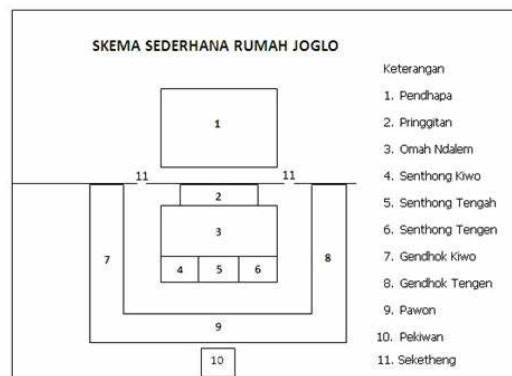 SKEMA SEDERHANA RUMAH JOGLO
1
11
11
2
3
4
5
6
7
8
9
10
Keterangan
1. Pendhapa
2. Pringgitan
3. Omah Ndalem
4. Senthong Kiwo
5. Senthong Tengah
6. Senthong Tengen
7. Gendhok Kiwo
8. Gendhok Tengen
9. Pawon
10. Pekiwan
11. Seketheng